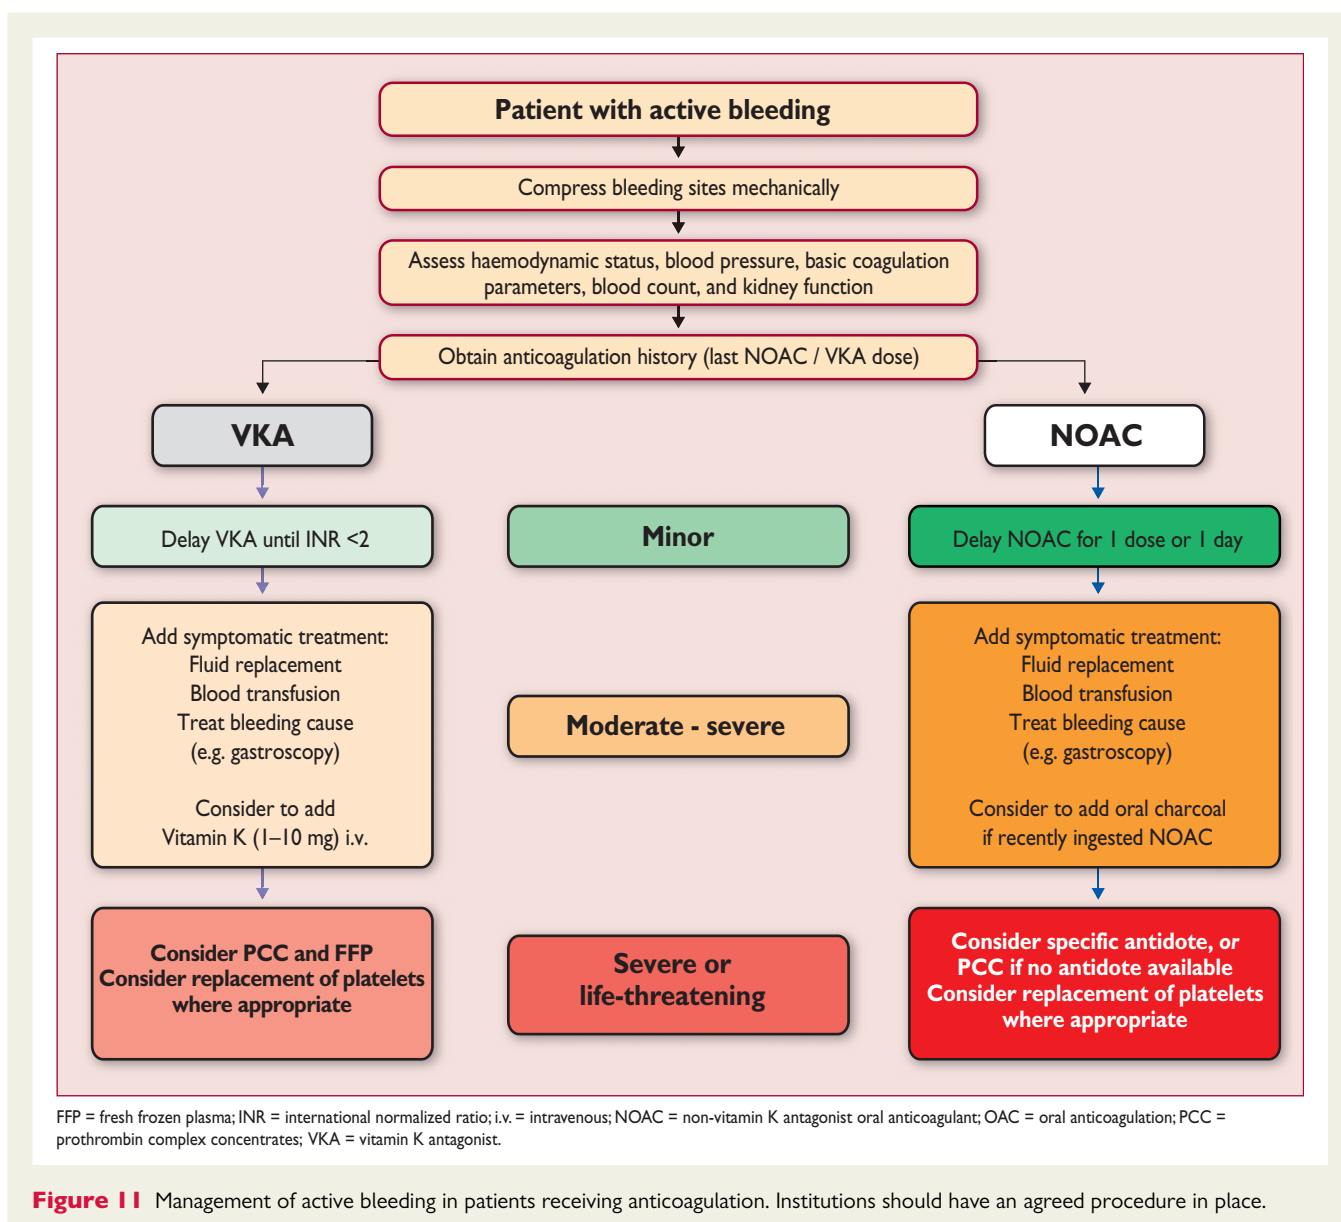 Patient with active bleeding
Compress bleeding sites mechanically
Assess haemodynamic status, blood pressure, basic coagulation
parameters, blood count, and kidney function
Obtain anticoagulation history (last NOAC / VKA dose)
VKA
NOAC
Delay VKA until INR <2
Minor
Delay NOAC for 1 dose or 1 day
Add symptomatic treatment:
Fluid replacement
Blood transfusion
Treat bleeding cause
(e.g. gastroscopy)
Consider to add
Vitamin K (1–10 mg) i.v.
Moderate - severe
Add symptomatic treatment:
Fluid replacement
Blood transfusion
Treat bleeding cause
(e.g. gastroscopy)
Consider to add oral charcoal
if recently ingested NOAC
Consider PCC and FFP
Consider replacement of platelets
where appropriate
Severe or
life-threatening
Consider specific antidote, or
PCC if no antidote available
Consider replacement of platelets
where appropriate
FFP = fresh frozen plasma; INR = international normalized ratio; i.v. = intravenous; NOAC = non-vitamin K antagonist oral anticoagulant; OAC = oral anticoagulation; PCC =
prothrombin complex concentrates; VKA = vitamin K antagonist.
Figure 11 Management of active bleeding in patients receiving anticoagulation. Institutions should have an agreed procedure in place.